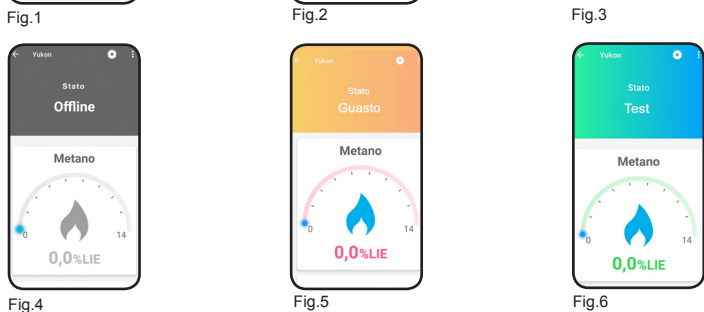 Fig.1
Fig.2
Fig.3
Yukon
Stato
Offline
Metano
0
14
0,0%LIE
Fig.4
Yukon
Stato
Guasto
Metano
0
14
0,0%LIE
Fig.5
Yukon
Stato
Test
Metano
0
14
0,0%LIE
Fig.6